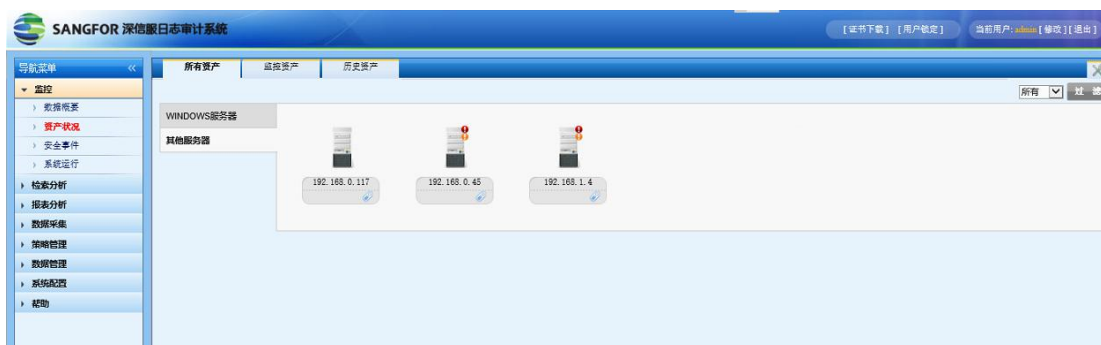 SANGFOR 深信服日志审计系统
[证书下载] [用户锁定] 当前用户: admin [修改] [退出]
导航菜单 «
所有资产 监控资产 历史资产
监控
数据概要
资产状况
安全事件
系统运行
检索分析
报表分析
数据采集
策略管理
数据管理
系统配置
帮助
所有 过 滤
WINDOWS服务器
其他服务器
192.168.0.117 192.168.0.45 192.168.1.4